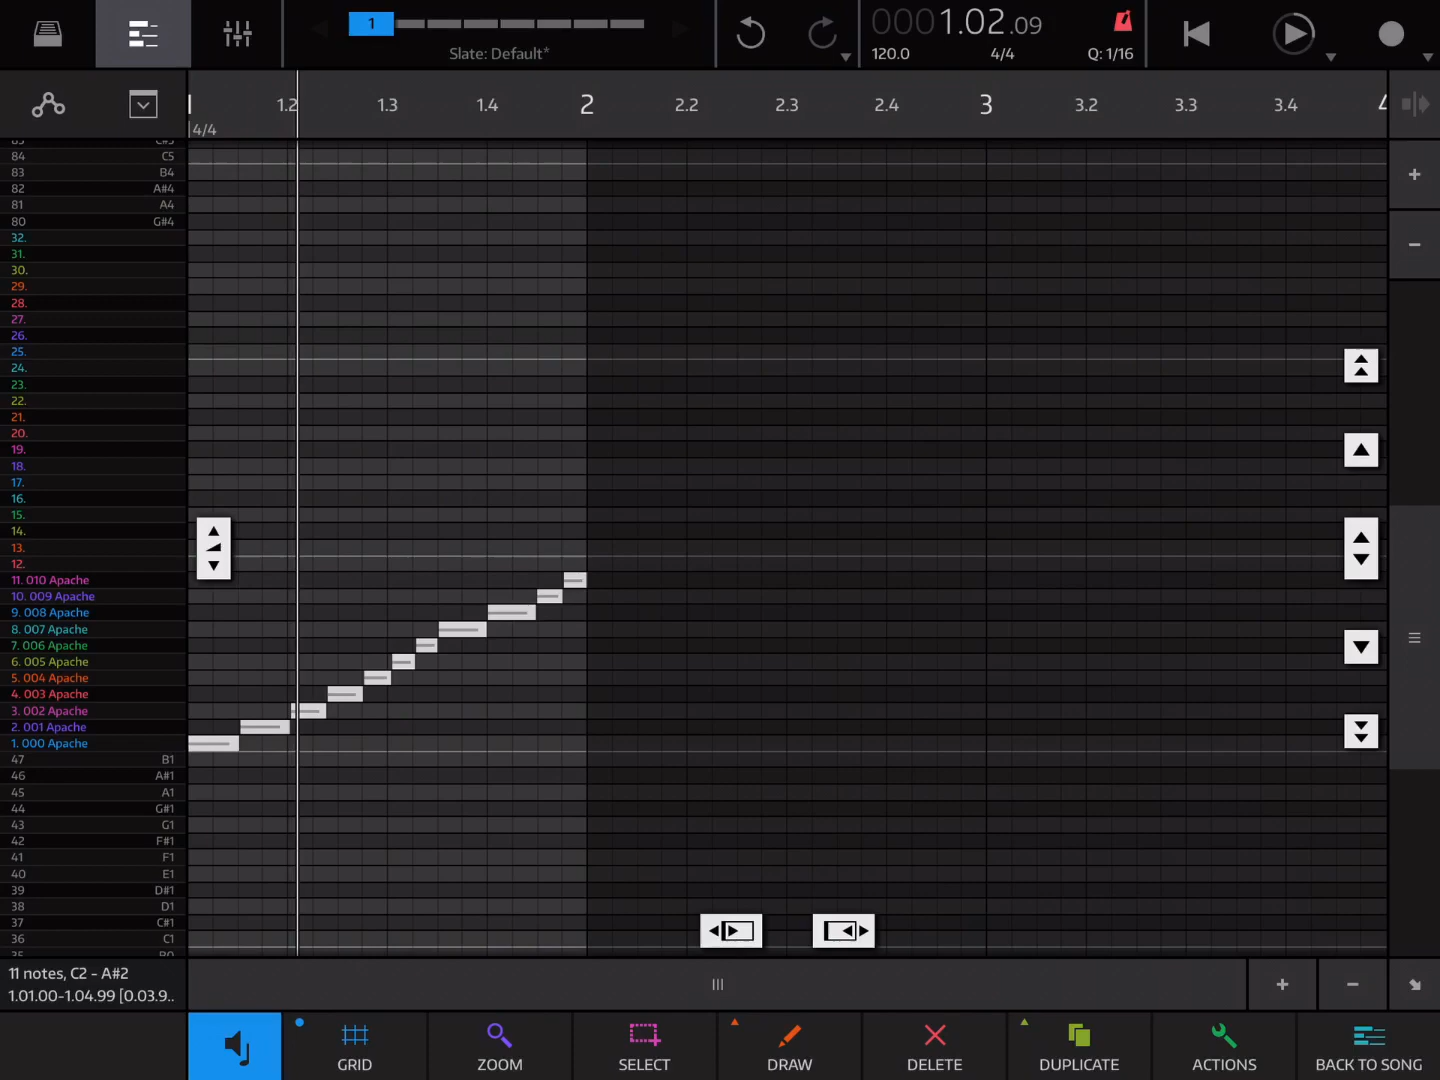 1
Slate: Default*
0001.02.09
120.0
4/4
Q: 1/16
1.2
1.3
1.4
2
2.2
2.3
2.4
3
3.2
3.3
3.4
4/4
84 C5
83 B4
82 A#4
81 A4
80 G#4
32.
31.
30.
29.
28.
27.
26.
25.
24.
23.
22.
21.
20.
19.
18.
17.
16.
15.
14.
13.
12.
11. 010 Apache
10. 009 Apache
9. 008 Apache
8. 007 Apache
7. 006 Apache
6. 005 Apache
5. 004 Apache
4. 003 Apache
3. 002 Apache
2. 001 Apache
1. 000 Apache
47 B1
46 A#1
45 A1
44 G#1
43 G1
42 F#1
41 F1
40 E1
39 D#1
38 D1
37 C#1
36 C1
11 notes, C2 - A#2
1.01.00-1.04.99 [0.03.9..
GRID
ZOOM
SELECT
DRAW
DELETE
DUPLICATE
ACTIONS
BACK TO SONG